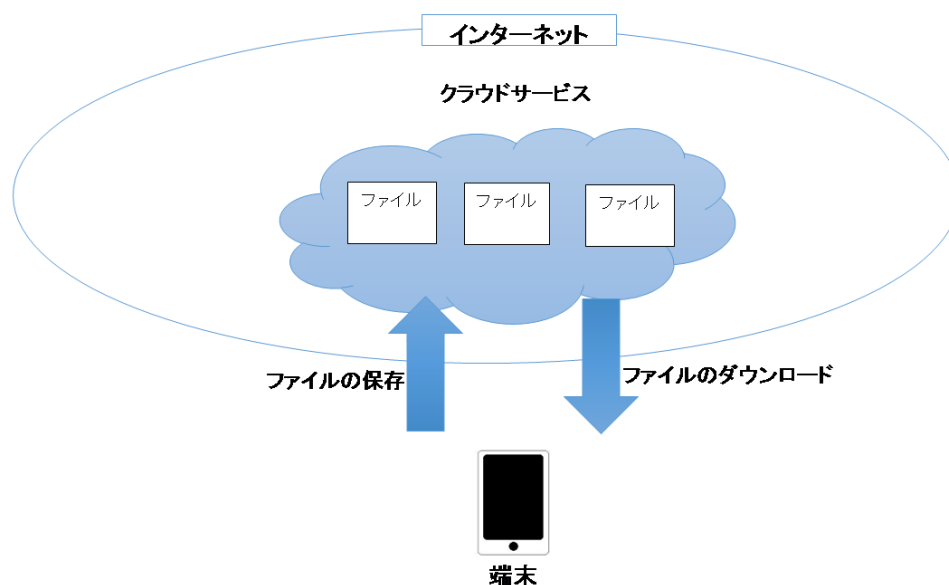 インターネット
クラウドサービス
ファイル
ファイル
ファイル
ファイルの保存
ファイルのダウンロード
端末